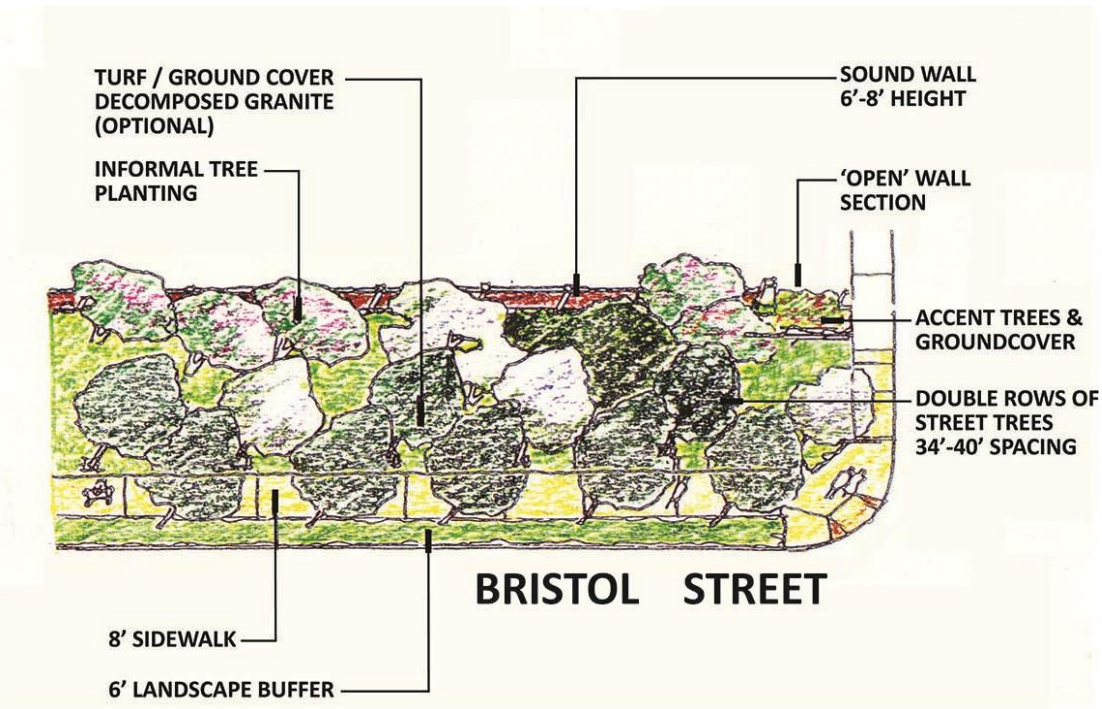 TURF / GROUND COVER
DECOMPOSED GRANITE
(OPTIONAL)
INFORMAL TREE
PLANTING
SOUND WALL
6’-8’ HEIGHT
‘OPEN’ WALL
SECTION
ACCENT TREES &
GROUNDCOVER
DOUBLE ROWS OF
STREET TREES
34’-40’ SPACING
BRISTOL STREET
8’ SIDEWALK
6’ LANDSCAPE BUFFER